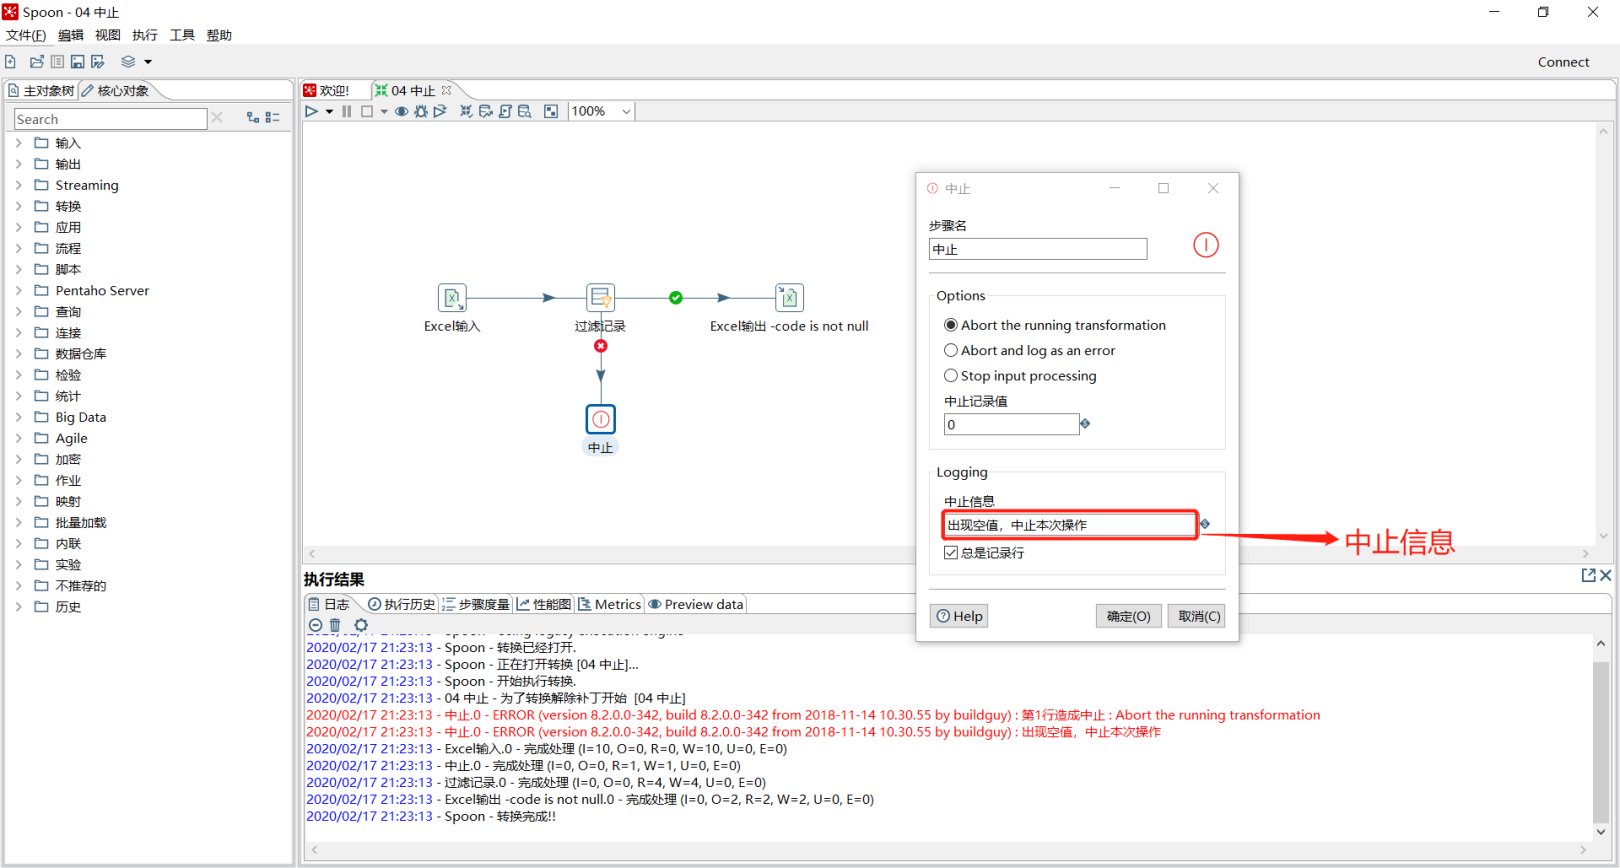 Spoon - 04 中止
文件(F) 编辑 视图 执行 工具 帮助
Connect
主对象树 核心对象
欢迎! 04 中止
Search
100%
输入
输出
Streaming
转换
应用
流程
脚本
Pentaho Server
查询
连接
数据仓库
检验
统计
Big Data
Agile
加密
作业
映射
批量加载
内联
实验
不推荐的
历史
Excel输入
过滤记录
Excel输出 -code is not null
中止
中止
步骤名
中止
Options
Abort the running transformation
Abort and log as an error
Stop input processing
中止记录值
0
Logging
中止信息
出现空值，中止本次操作
总是记录行
Help 确定(O) 取消(C)
中止信息
执行结果
日志 执行历史 步骤度量 性能图 Metrics Preview data
2020/02/17 21:23:13 - Spoon - 转换已经打开.
2020/02/17 21:23:13 - Spoon - 正在打开转换 [04 中止]...
2020/02/17 21:23:13 - Spoon - 开始执行转换.
2020/02/17 21:23:13 - 04 中止 - 为了转换解除补丁开始 [04 中止]
2020/02/17 21:23:13 - 中止.0 - ERROR (version 8.2.0.0-342, build 8.2.0.0-342 from 2018-11-14 10.30.55 by buildguy) : 第1行造成中止 : Abort the running transformation
2020/02/17 21:23:13 - 中止.0 - ERROR (version 8.2.0.0-342, build 8.2.0.0-342 from 2018-11-14 10.30.55 by buildguy) : 出现空值，中止本次操作
2020/02/17 21:23:13 - Excel输入.0 - 完成处理 (I=10, O=0, R=0, W=10, U=0, E=0)
2020/02/17 21:23:13 - 中止.0 - 完成处理 (I=0, O=0, R=1, W=1, U=0, E=0)
2020/02/17 21:23:13 - 过滤记录.0 - 完成处理 (I=0, O=0, R=4, W=4, U=0, E=0)
2020/02/17 21:23:13 - Excel输出 -code is not null.0 - 完成处理 (I=0, O=2, R=2, W=2, U=0, E=0)
2020/02/17 21:23:13 - Spoon - 转换完成!!